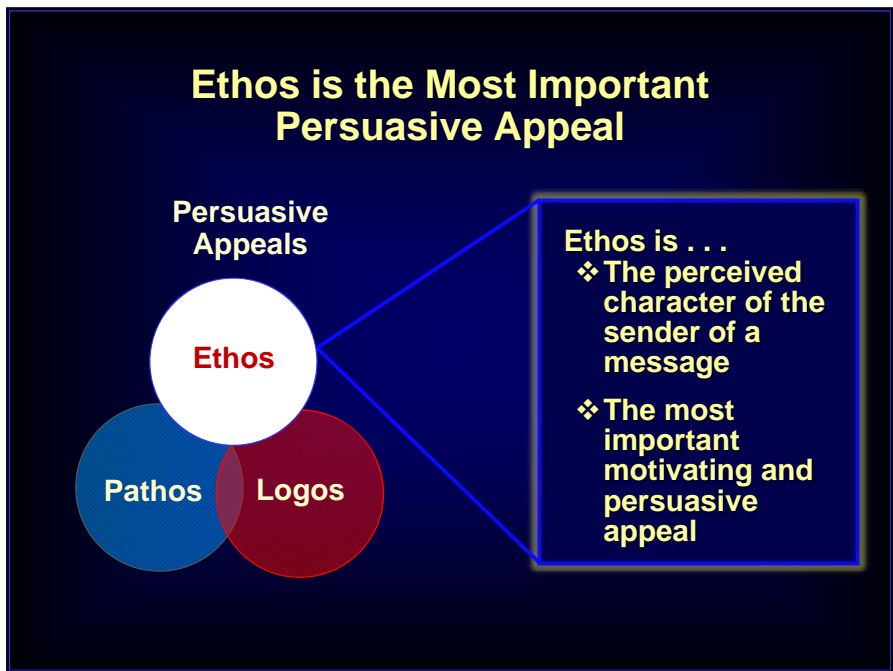 Ethos is the Most Important
Persuasive Appeal
Persuasive
Appeals
Ethos
Pathos
Logos
Ethos is . . .
❖ The perceived
character of the
sender of a
message
❖ The most
important
motivating and
persuasive
appeal